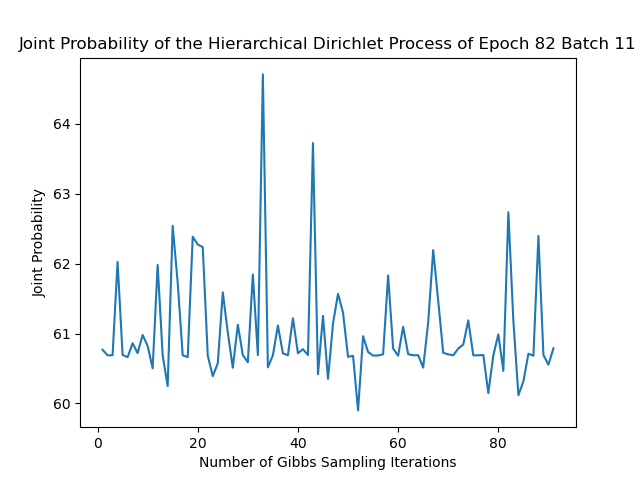 Joint Probability of the Hierarchical Dirichlet Process of Epoch 82 Batch 11
64
63
62
61
60
Joint Probability
0 20 40 60 80
Number of Gibbs Sampling Iterations